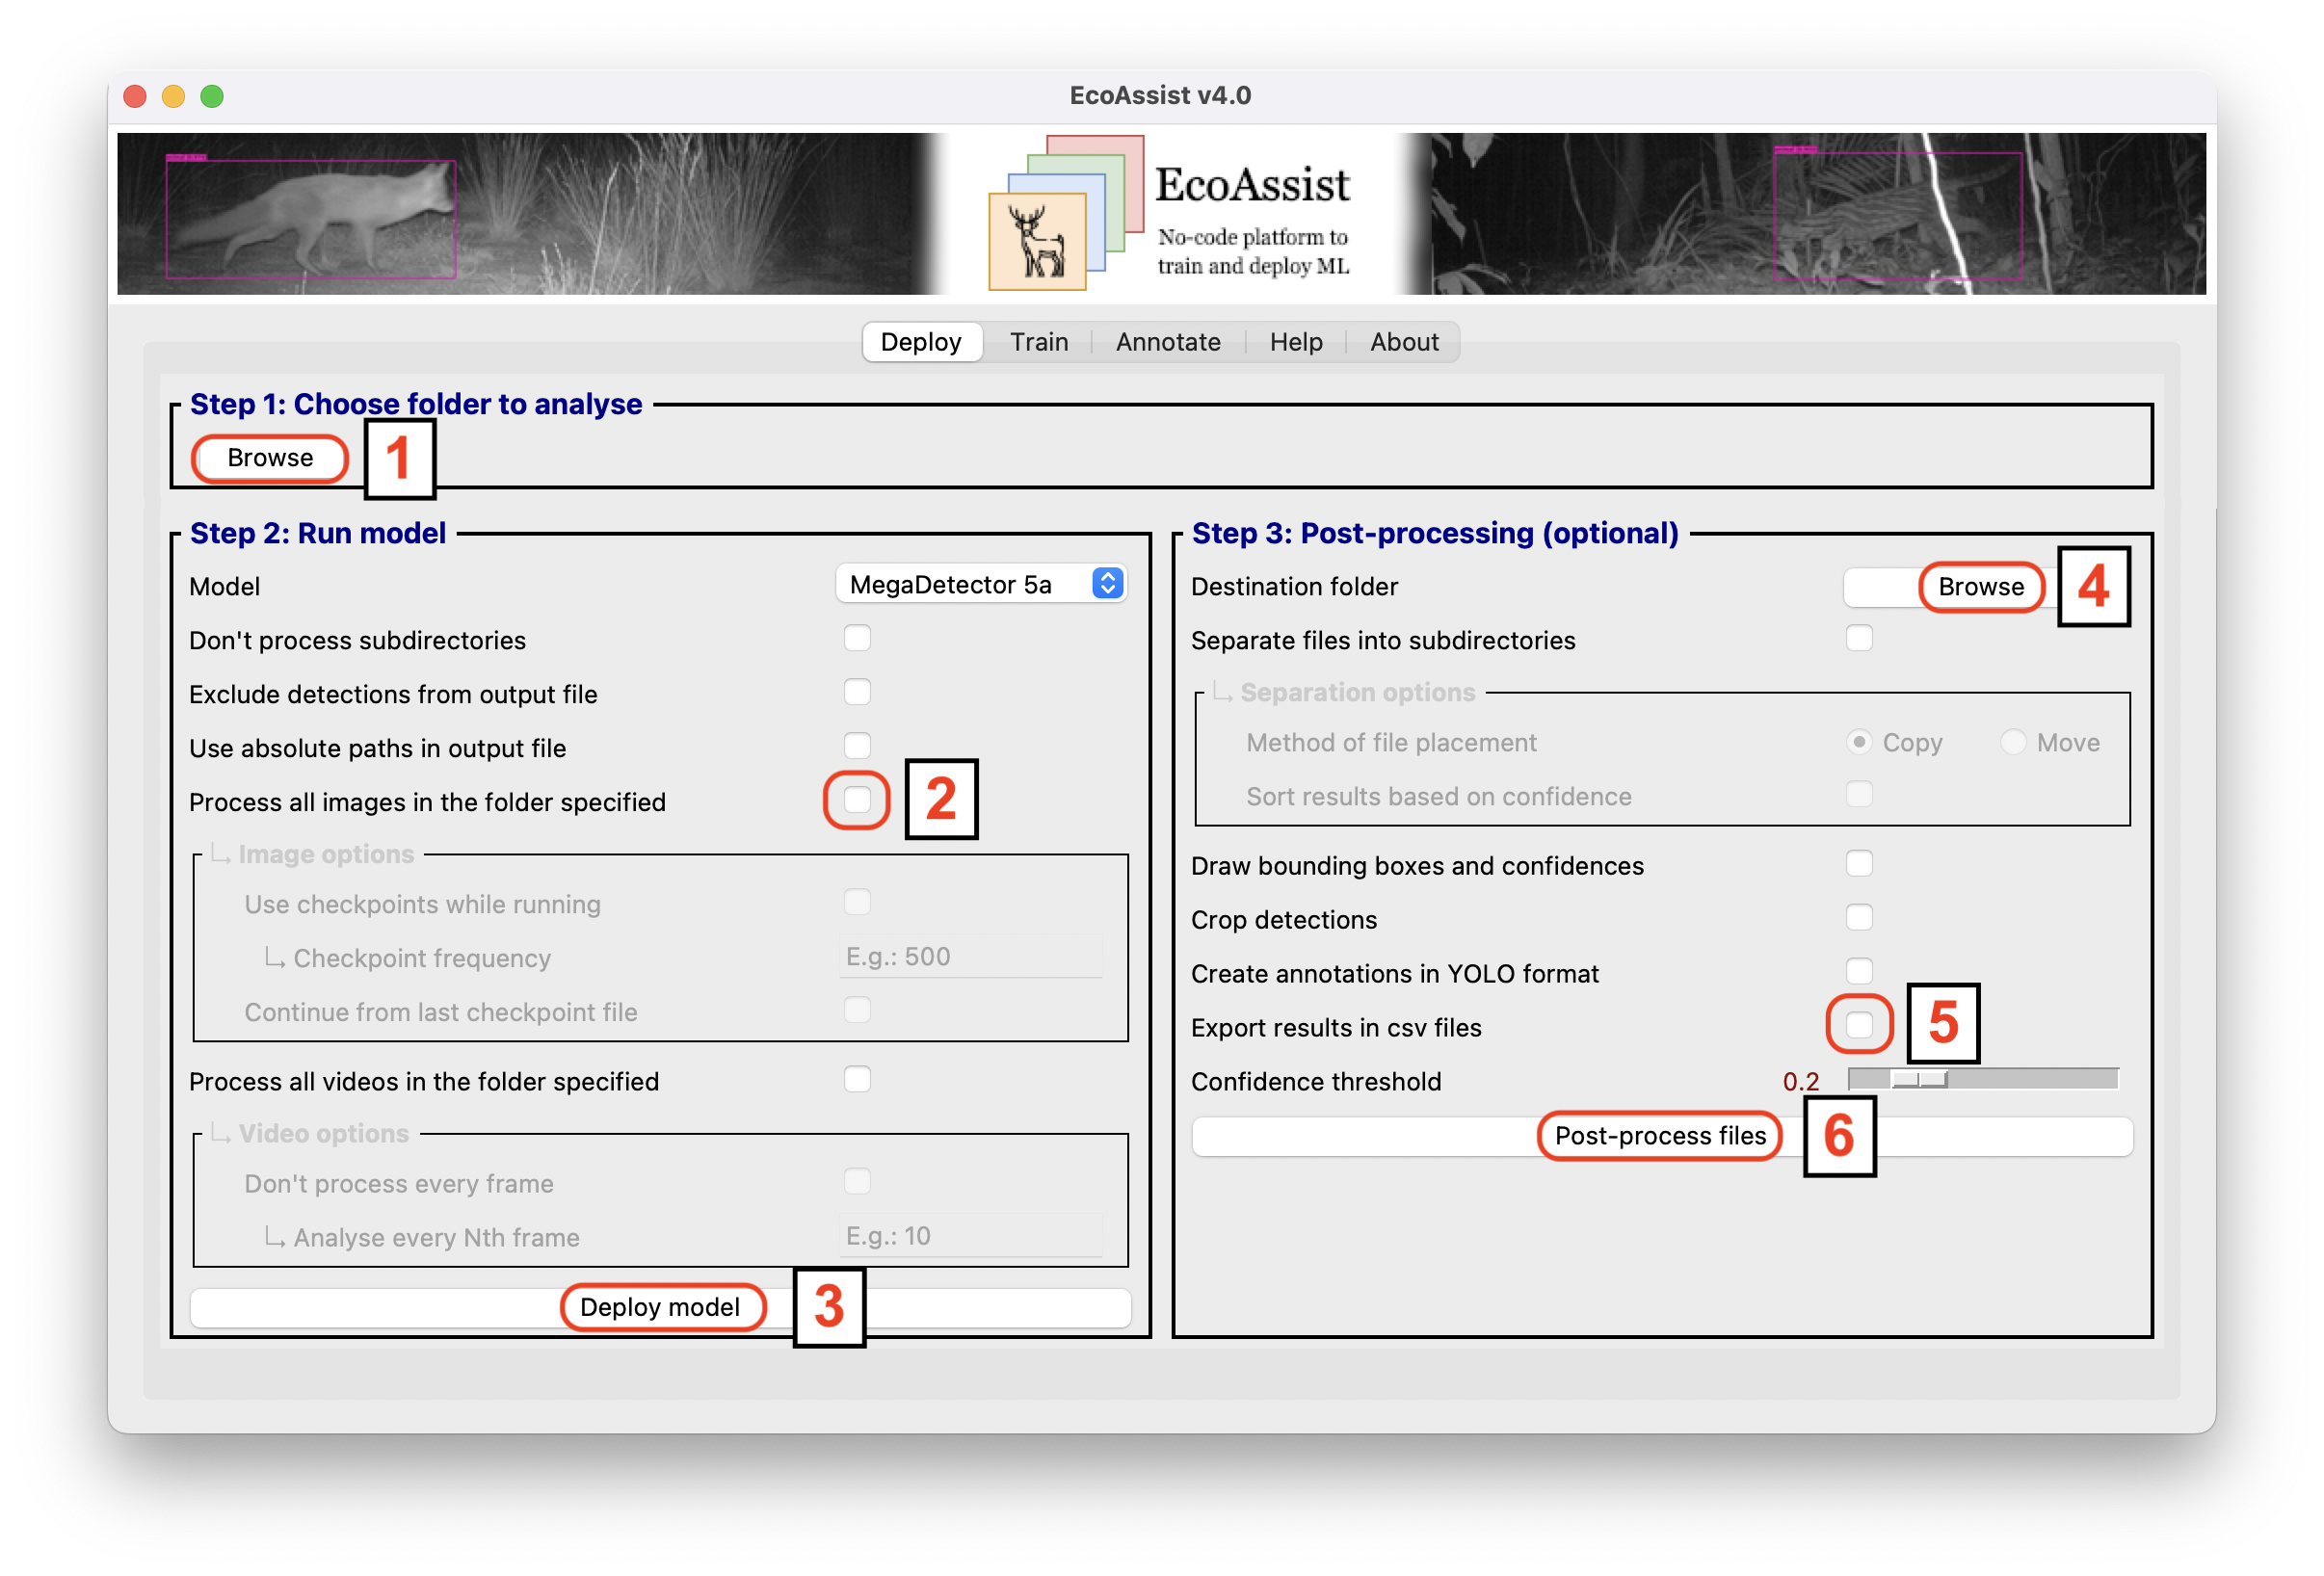 EcoAssist v4.0
EcoAssist
No-code platform to
train and deploy ML
Deploy Train Annotate Help About
Step 1: Choose folder to analyse
Browse 1
Step 2: Run model
Model MegaDetector 5a
Don't process subdirectories
Exclude detections from output file
Use absolute paths in output file
Process all images in the folder specified 2
Image options
Use checkpoints while running
Checkpoint frequency E.g.: 500
Continue from last checkpoint file
Process all videos in the folder specified
Video options
Don't process every frame
Analyse every Nth frame E.g.: 10
Deploy model 3
Step 3: Post-processing (optional)
Destination folder Browse 4
Separate files into subdirectories
Separation options
Method of file placement Copy Move
Sort results based on confidence
Draw bounding boxes and confidences
Crop detections
Create annotations in YOLO format
Export results in csv files 5
Confidence threshold 0.2
Post-process files 6